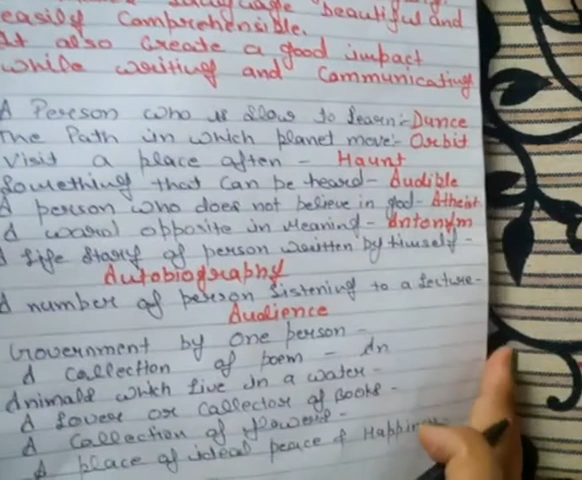 language beautiful and
easily Comprehensible.
It also create a good impact
while writing and Communicating
A Person who is slow to learn:- Dunce
The Path in which planet move:- Orbit
Visit a place often - Haunt
Something that can be heard - Audible
A person who does not believe in god - Atheist
A word opposite in Meaning - Antonym
A life story of person written by himself -
Autobiography
A number of person listening to a lecture -
Audience
Government by one person -
A Collection of poem - An
Animals which live in a water -
A Lover or Collector of Books -
A Collection of flowers -
A place of ideal peace & Happiness